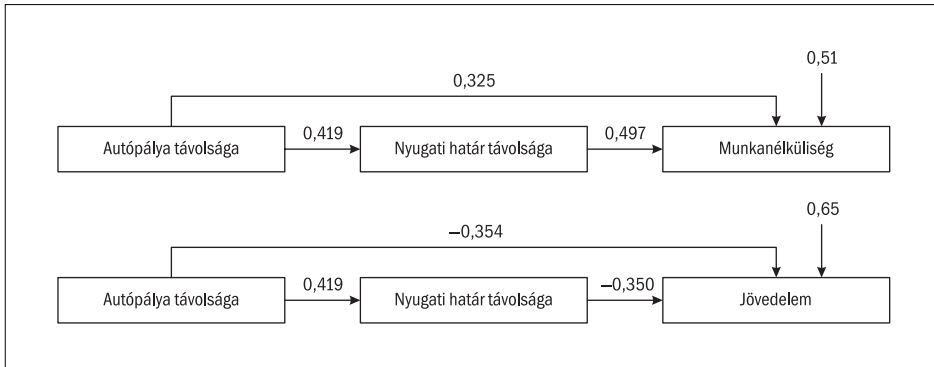 0,51
0,325
0,419
0,497
Autópálya távolsága
Nyugati határ távolsága
Munkanélküliség
0,65
–0,354
0,419
–0,350
Autópálya távolsága
Nyugati határ távolsága
Jövedelem